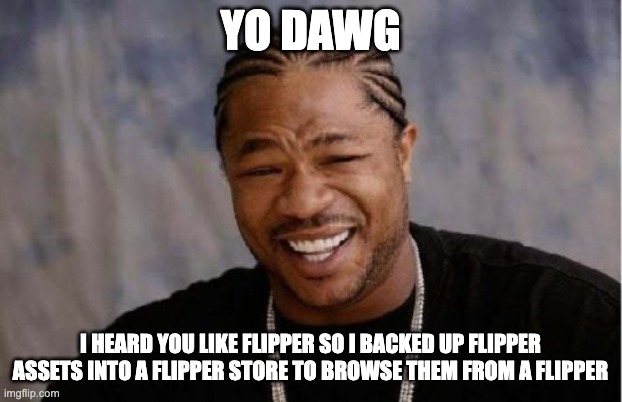 YO DAWG
I HEARD YOU LIKE FLIPPER SO I BACKED UP FLIPPER
ASSETS INTO A FLIPPER STORE TO BROWSE THEM FROM A FLIPPER
imgflip.com